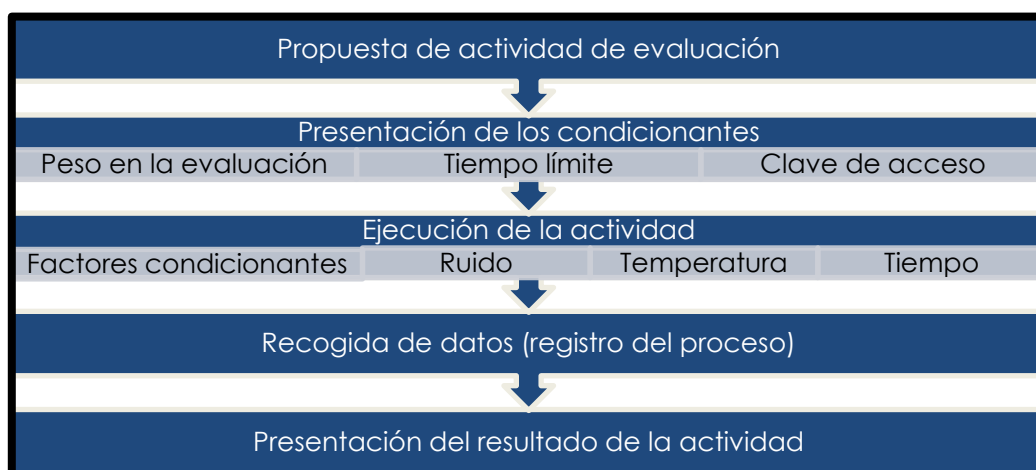 Propuesta de actividad de evaluación
Presentación de los condicionantes
Peso en la evaluación Tiempo límite Clave de acceso
Ejecución de la actividad
Factores condicionantes Ruido Temperatura Tiempo
Recogida de datos (registro del proceso)
Presentación del resultado de la actividad